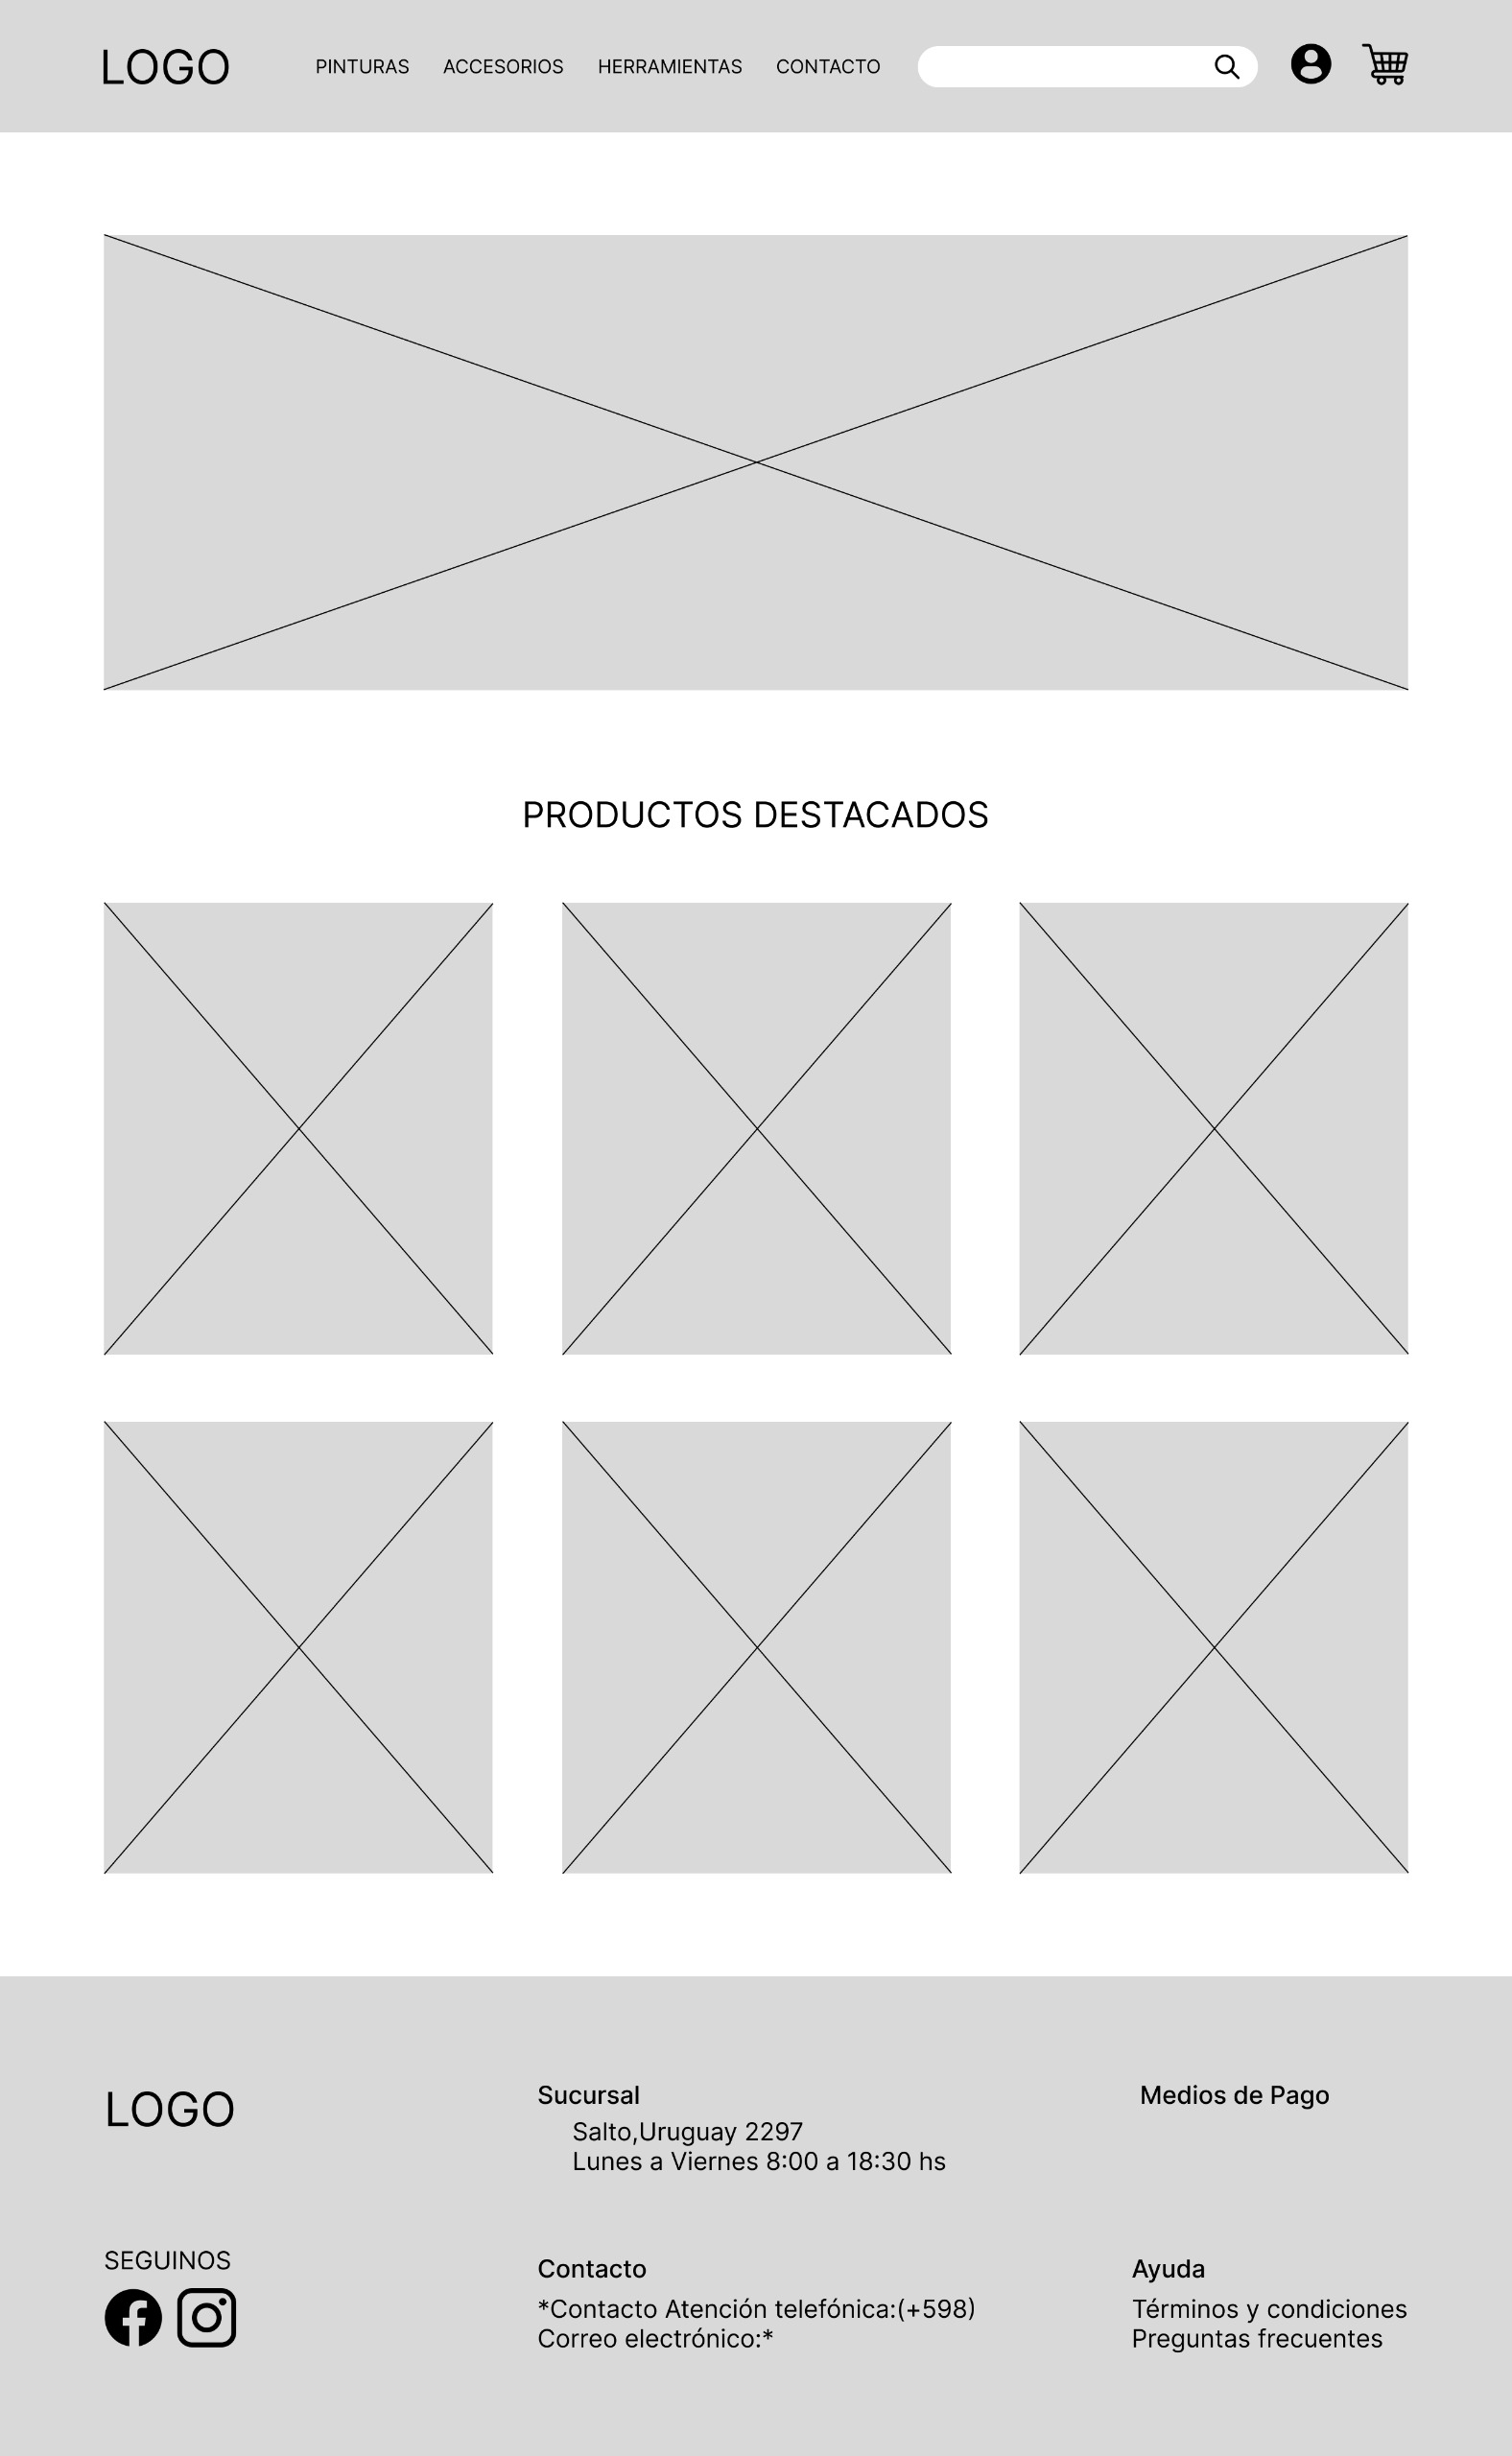 LOGO
PINTURAS
ACCESORIOS
HERRAMIENTAS
CONTACTO
PRODUCTOS DESTACADOS
LOGO
SEGUINOS
Sucursal
Salto,Uruguay 2297
Lunes a Viernes 8:00 a 18:30 hs
Contacto
*Contacto Atención telefónica:(+598)
Correo electrónico:*
Medios de Pago
Ayuda
Términos y condiciones
Preguntas frecuentes